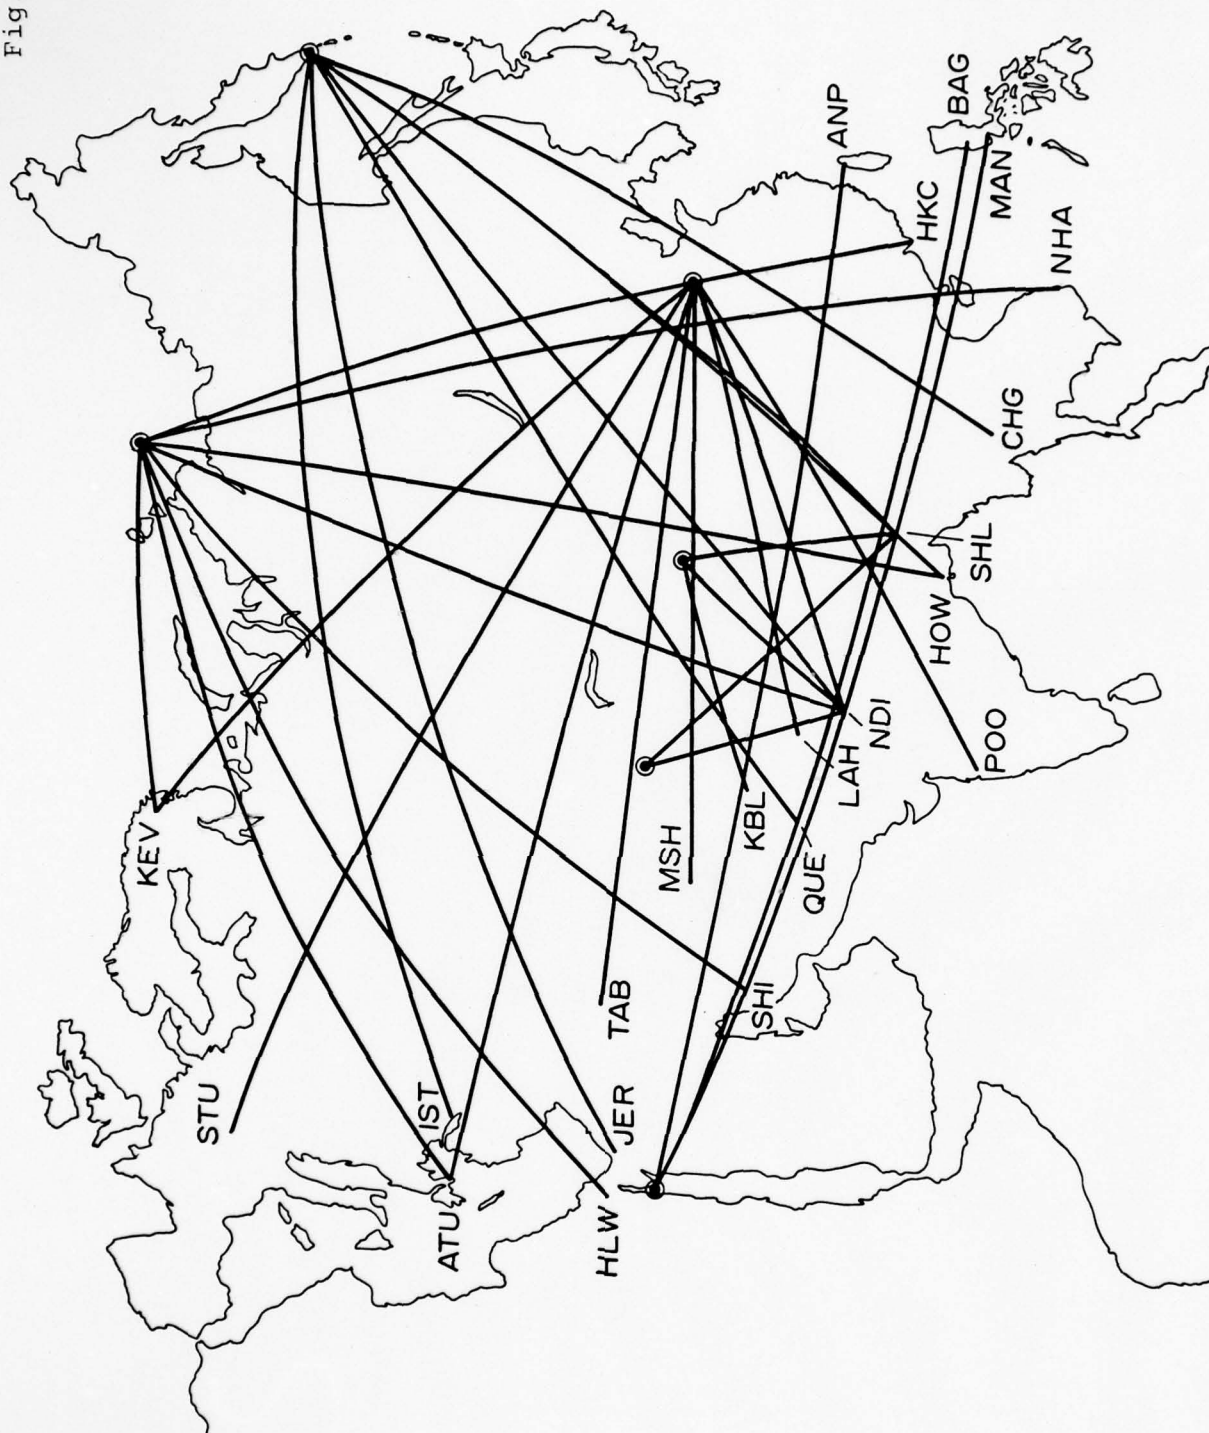 Fig
KEV
STU
IST
ATU
HLW
JER
TAB
MSH
SHI
KBL
QUE
LAH
NDI
POO
HOW
SHL
CHG
NHA
HKC
ANP
MAN
BAG